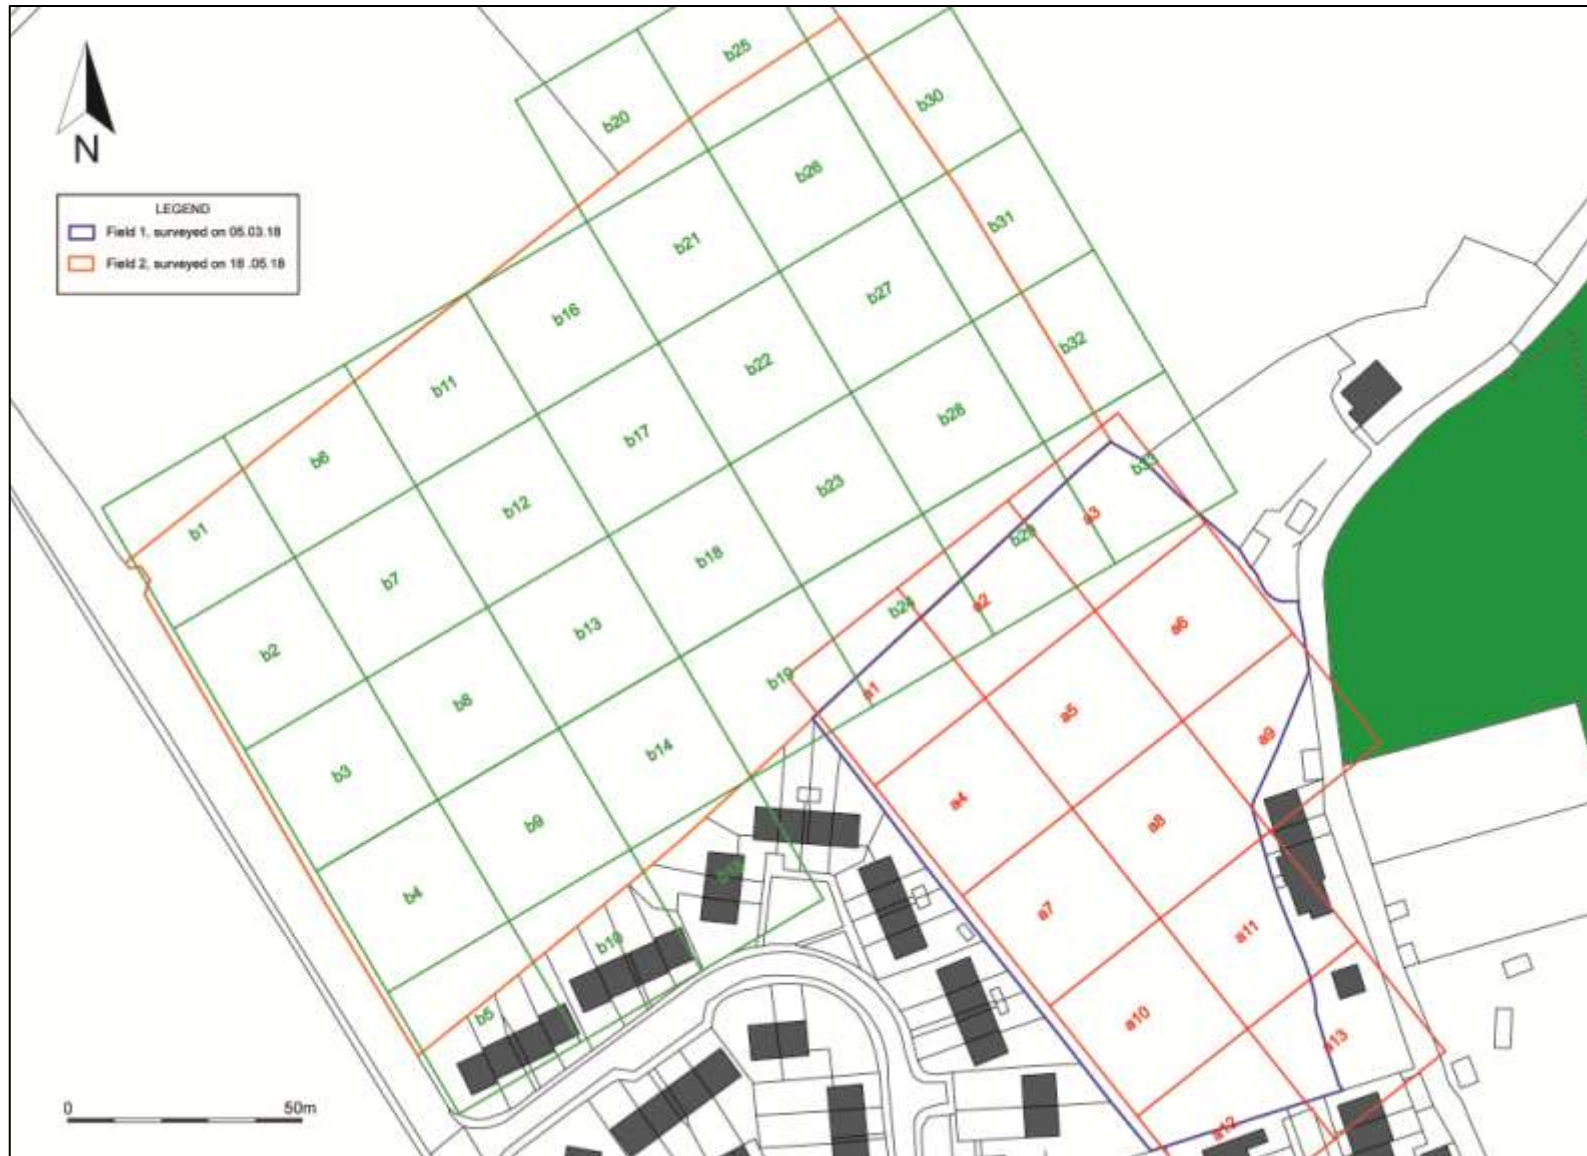 b25
b20
b30
N
b26
LEGEND
b31
Field 1, surveyed on 05.03.18
b21
Field 2, surveyed on 18 .05.18
b27
b16
b32
b22
b11
b28
b17
b6
b33
b23
b12
a3
b1
b29
b18
b7
b24
a2
a6
b13
b2
b19
a1
a5
b8
a9
b14
b3
a4
a8
b9
b15
b4
a7
a11
b10
b5
a10
a13
0 50m
a12